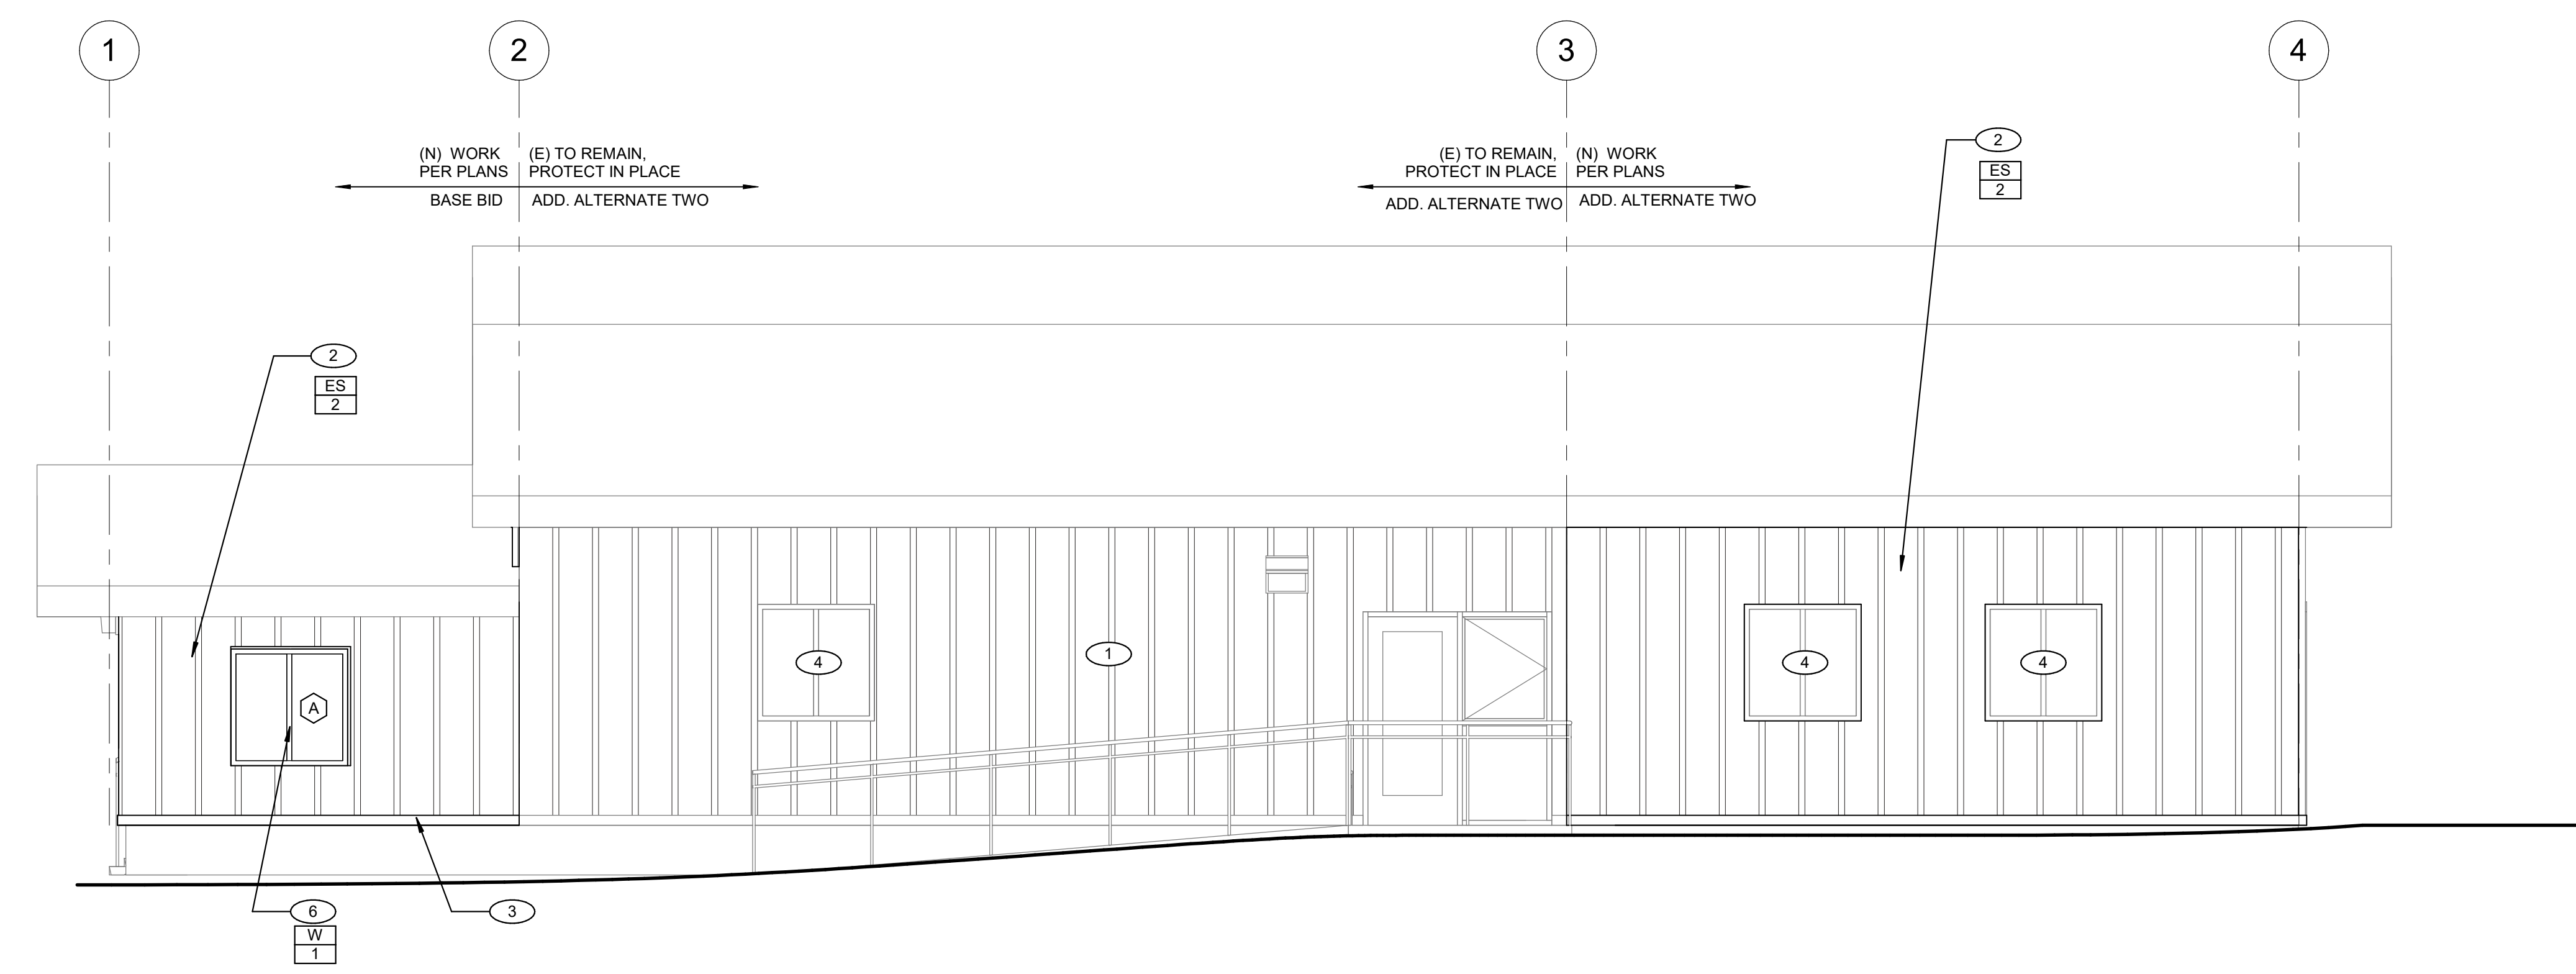 1
2
3
4
(N) WORK
PER PLANS
(E) TO REMAIN,
PROTECT IN PLACE
BASE BID
ADD. ALTERNATE TWO
(E) TO REMAIN,
PROTECT IN PLACE
(N) WORK
PER PLANS
ADD. ALTERNATE TWO
ADD. ALTERNATE TWO
2
ES
2
2
ES
2
4
1
4
4
A
6
W
1
3